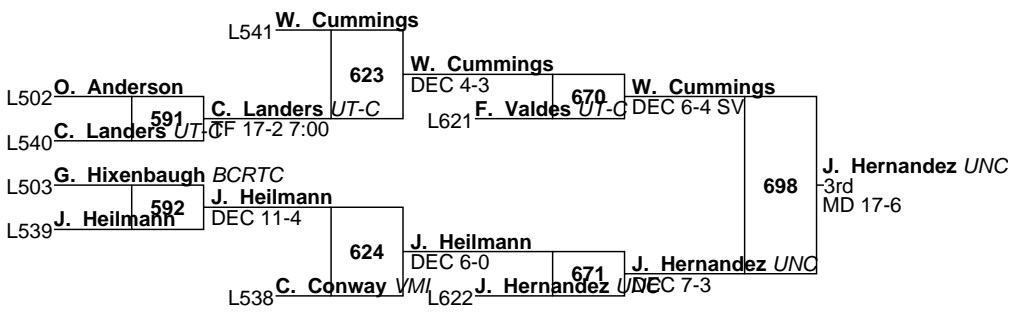 W. Cummings
L541
623
W. Cummings
DEC 4-3
O. Anderson
L502
591
C. Landers UT-C
TF 17-2 7:00
C. Landers UT-C
L540
670
W. Cummings
DEC 6-4 SV
F. Valdes UT-C
L621
G. Hixenbaugh BCRTC
L503
592
J. Heilmann
DEC 11-4
J. Heilmann
L539
624
J. Heilmann
DEC 6-0
C. Conway VMI
L538
671
J. Hernandez UNC
DEC 7-3
J. Hernandez UNC
L622
698
J. Hernandez UNC
3rd
MD 17-6